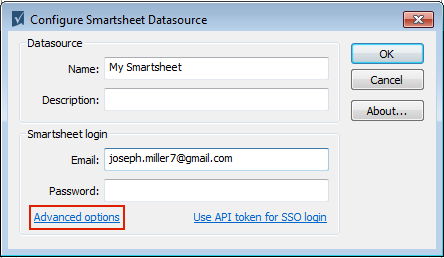 Configure Smartsheet Datasource
Datasource
Name: My Smartsheet
Description:
OK
Cancel
About...
Smartsheet login
Email: joseph.miller7@gmail.com
Password:
Advanced options Use API token for SSO login